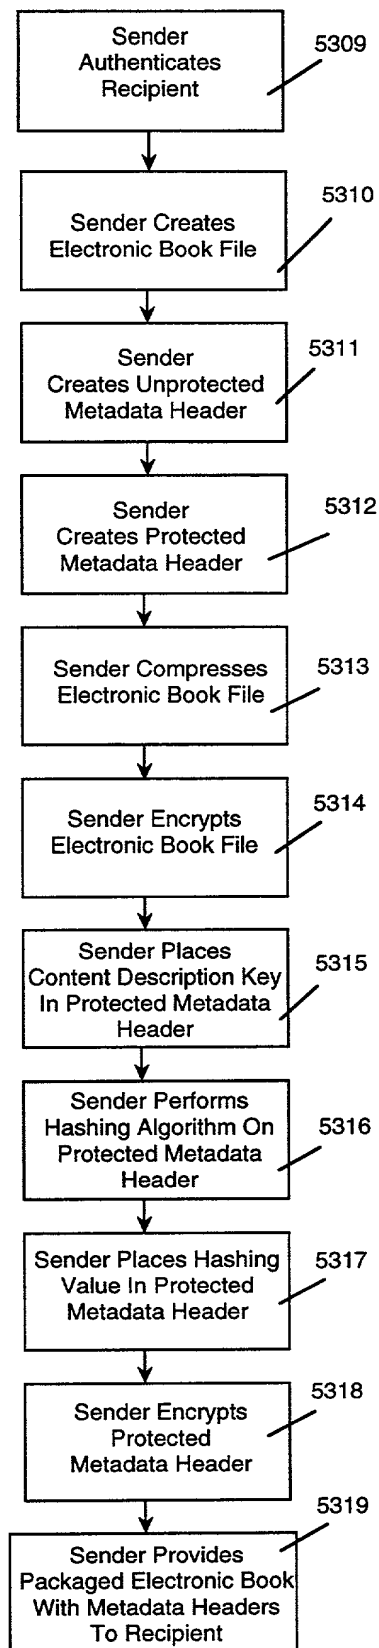 Sender
Authenticates
Recipient
5309
Sender Creates
Electronic Book File
5310
Sender
Creates Unprotected
Metadata Header
5311
Sender
Creates Protected
Metadata Header
5312
Sender Compresses
Electronic Book File
5313
Sender Encrypts
Electronic Book File
5314
Sender Places
Content Description Key
In Protected Metadata
Header
5315
Sender Performs
Hashing Algorithm On
Protected Metadata
Header
5316
Sender Places Hashing
Value In Protected
Metadata Header
5317
Sender Encrypts
Protected
Metadata Header
5318
Sender Provides
Packaged Electronic Book
With Metadata Headers
To Recipient
5319